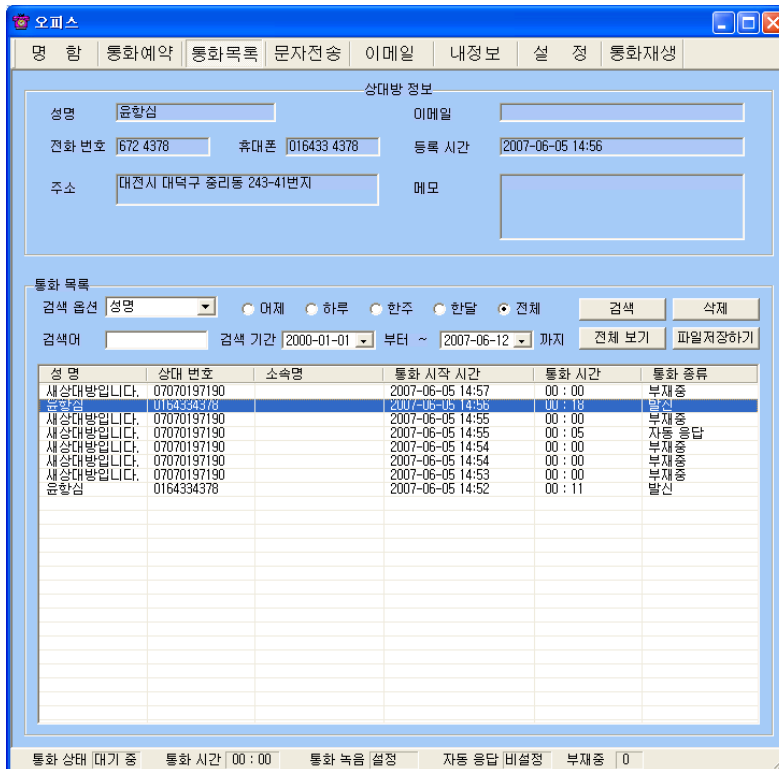 오피스
명 함 통화예약 통화목록 문자전송 이메일 내정보 설 정 통화재생
상대방 정보
성명 윤항심 이메일
전화 번호 672 4378 휴대폰 016433 4378 등록 시간 2007-06-05 14:56
주소 대전시 대덕구 중리동 243-41번지 메모
통화 목록
검색 옵션 성명 어제 하루 한주 한달 전체 검색 삭제
검색어 검색 기간 2000-01-01 부터 ~ 2007-06-12 까지 전체 보기 파일저장하기
성 명 상대 번호 소속명 통화 시작 시간 통화 시간 통화 종류
새상대방입니다. 07070197190 2007-06-05 14:57 00 : 00 부재중
윤항심 0164334378 2007-06-05 14:56 00 : 18 발신
새상대방입니다. 07070197190 2007-06-05 14:55 00 : 00 부재중
새상대방입니다. 07070197190 2007-06-05 14:55 00 : 05 자동 응답
새상대방입니다. 07070197190 2007-06-05 14:54 00 : 00 부재중
새상대방입니다. 07070197190 2007-06-05 14:54 00 : 00 부재중
새상대방입니다. 07070197190 2007-06-05 14:53 00 : 00 부재중
윤항심 0164334378 2007-06-05 14:52 00 : 11 발신
통화 상태 대기 중 통화 시간 00 : 00 통화 녹음 설정 자동 응답 비설정 부재중 0